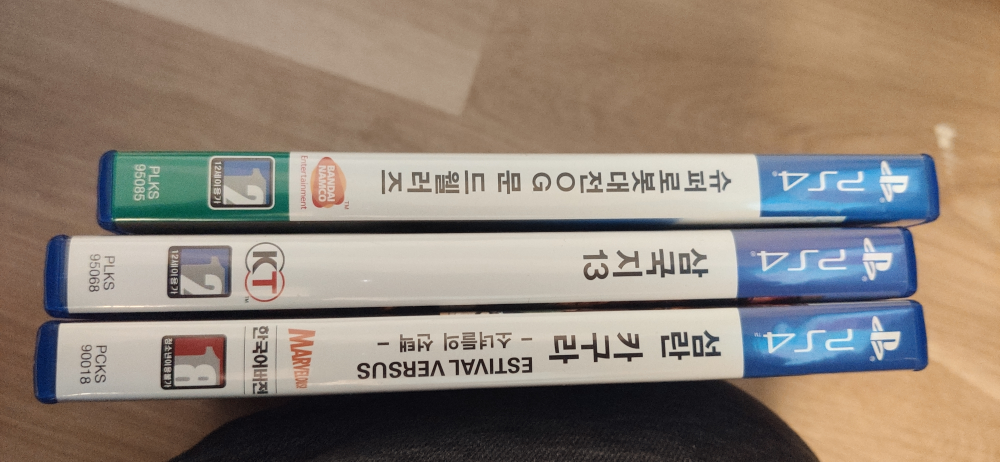 PS4
슈퍼로봇대전OG 문 드웰러즈
BANDAI
NAMCO
Entertainment
TM
12
12세이용가
PLKS
95085
PS4
삼국지 13
KT
TM
12
12세이용가
PLKS
95068
PS4
섬란
카구라
ESTIVAL VERSUS
- 소녀들의 선택 -
MARVELOUS
한국어버전
18
청소년이용불가
PCKS
90018